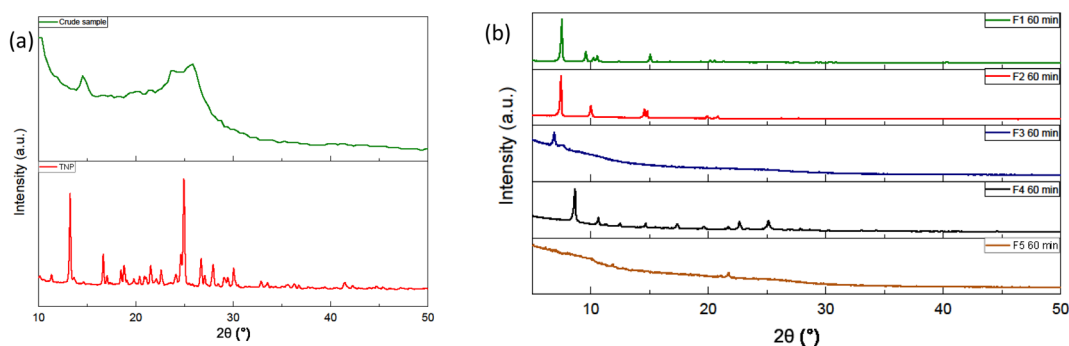 (a)
Crude sample
TNP
Intensity (a.u.)
10 20 30 40 50
2θ (°)
(b)
F1 60 min
F2 60 min
F3 60 min
F4 60 min
F5 60 min
Intensity (a.u.)
10 20 30 40 50
2θ (°)